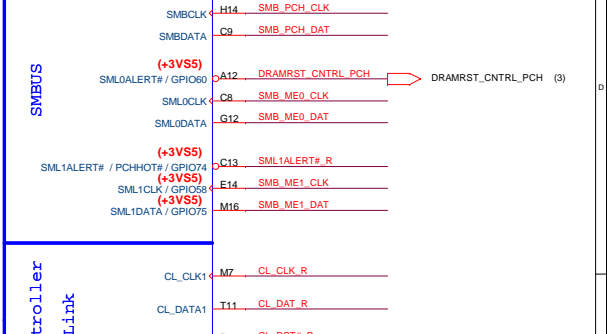 SMBCLK H14 SMB_PCH_CLK
SMBDATA C9 SMB_PCH_DAT
(+3VS5)
SML0ALERT# / GPIO60 A12 DRAMRST_CNTRL_PCH DRAMRST_CNTRL_PCH (3)
SML0CLK C8 SMB_ME0_CLK
SML0DATA G12 SMB_ME0_DAT
(+3VS5)
SML1ALERT# / PCHHOT# / GPIO74 C13 SML1ALERT#_R
(+3VS5)
SML1CLK / GPIO58 E14 SMB_ME1_CLK
(+3VS5)
SML1DATA / GPIO75 M16 SMB_ME1_DAT
SMBUS
D
CL_CLK1 M7 CL_CLK_R
CL_DATA1 T11 CL_DAT_R
troller
Link